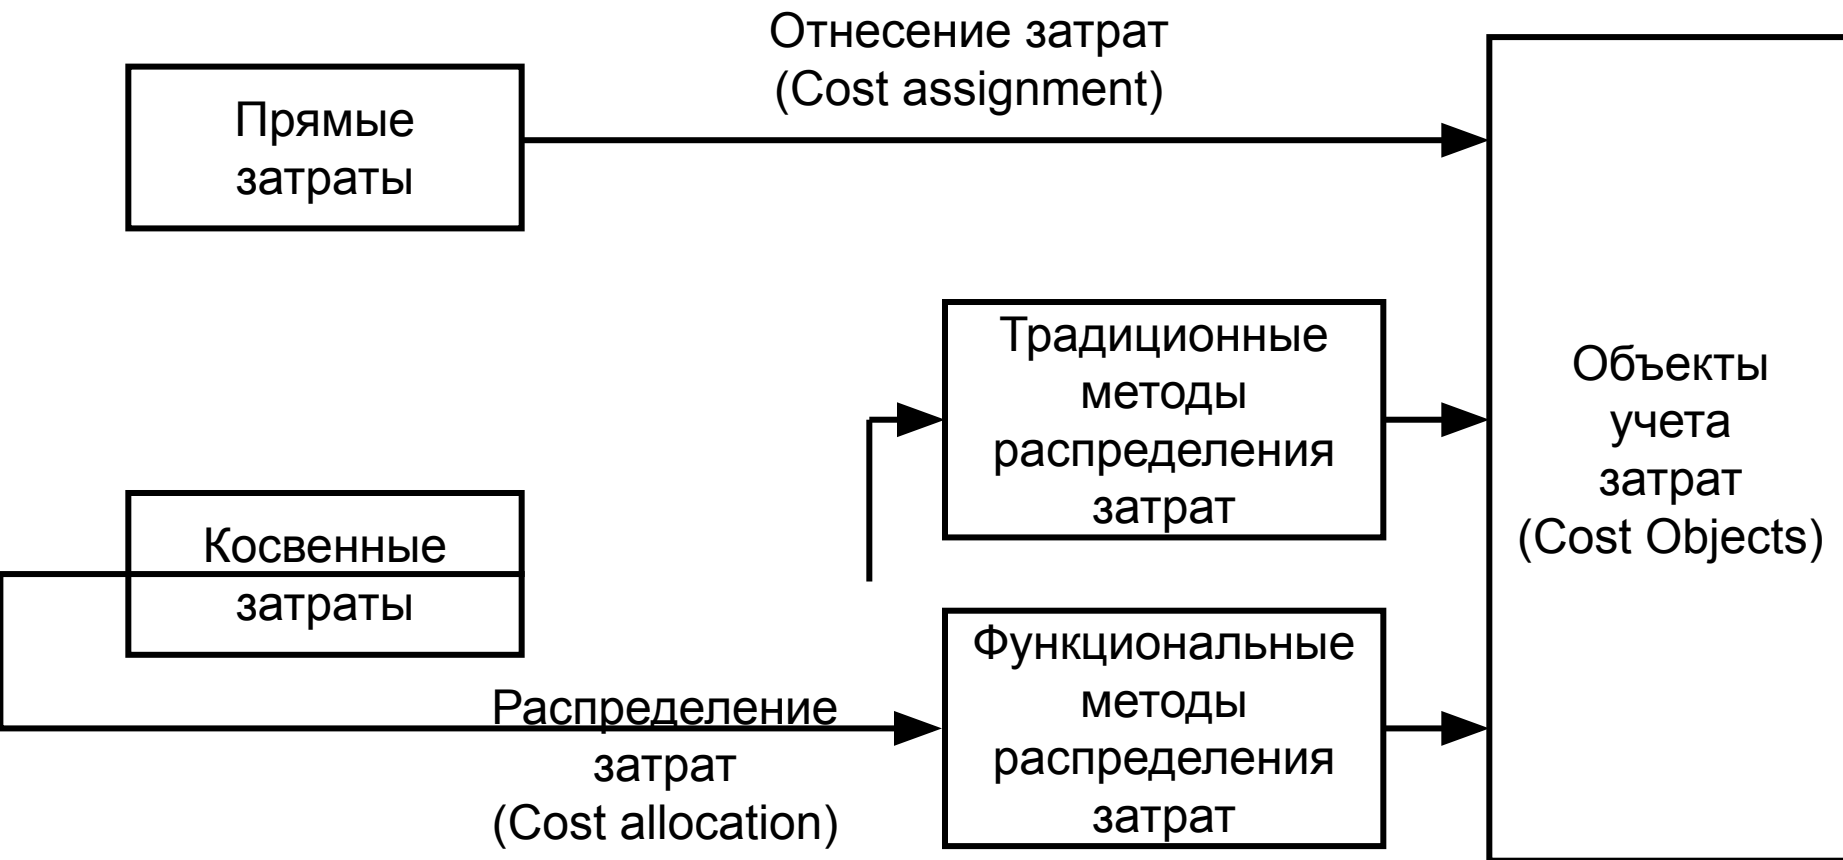 Отнесение затрат
(Cost assignment)
Прямые
затраты
Традиционные
методы
распределения
затрат
Объекты
учета
затрат
(Cost Objects)
Косвенные
затраты
Функциональные
методы
распределения
затрат
Распределение
затрат
(Cost allocation)